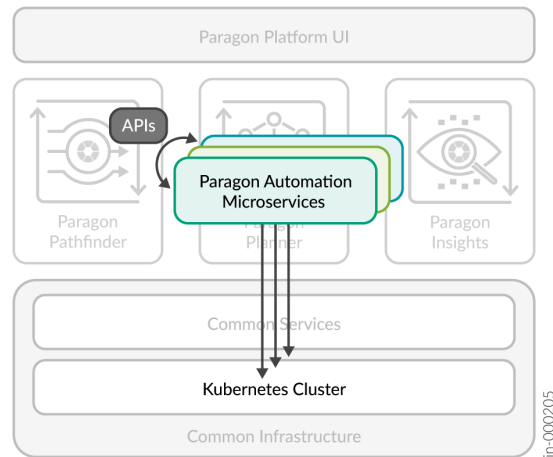 Paragon Platform UI
APIs
Paragon Automation
Microservices
Paragon
Pathfinder
Paragon
Planner
Paragon
Insights
Common Services
Kubernetes Cluster
Common Infrastructure
jn-000205